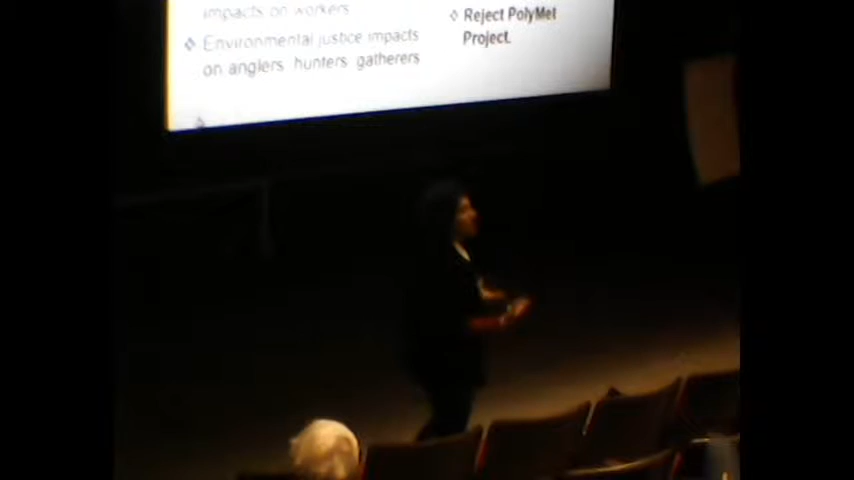 impacts on workers
◇ Environmental justice impacts
on anglers hunters gatherers
◇ Reject PolyMet
Project.